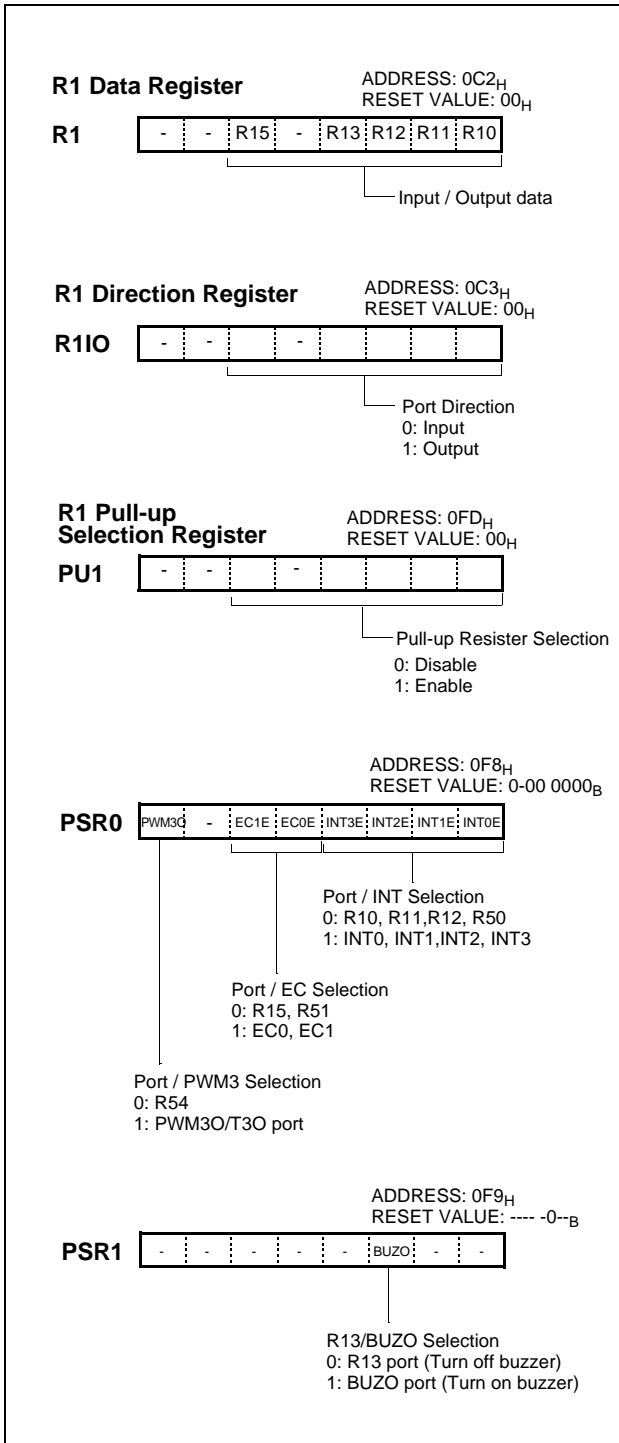 R1 Data Register
ADDRESS: 0C2H
RESET VALUE: 00H
R1 - - R15 - R13 R12 R11 R10
Input / Output data
R1 Direction Register
ADDRESS: 0C3H
RESET VALUE: 00H
R1IO - - -
Port Direction
0: Input
1: Output
R1 Pull-up
Selection Register
ADDRESS: 0FDH
RESET VALUE: 00H
PU1 - - -
Pull-up Resister Selection
0: Disable
1: Enable
ADDRESS: 0F8H
RESET VALUE: 0-00 0000B
PSR0 PWM3O - EC1E EC0E INT3E INT2E INT1E INT0E
Port / INT Selection
0: R10, R11,R12, R50
1: INT0, INT1,INT2, INT3
Port / EC Selection
0: R15, R51
1: EC0, EC1
Port / PWM3 Selection
0: R54
1: PWM3O/T3O port
ADDRESS: 0F9H
RESET VALUE: ---- -0--B
PSR1 - - - - - BUZO - -
R13/BUZO Selection
0: R13 port (Turn off buzzer)
1: BUZO port (Turn on buzzer)